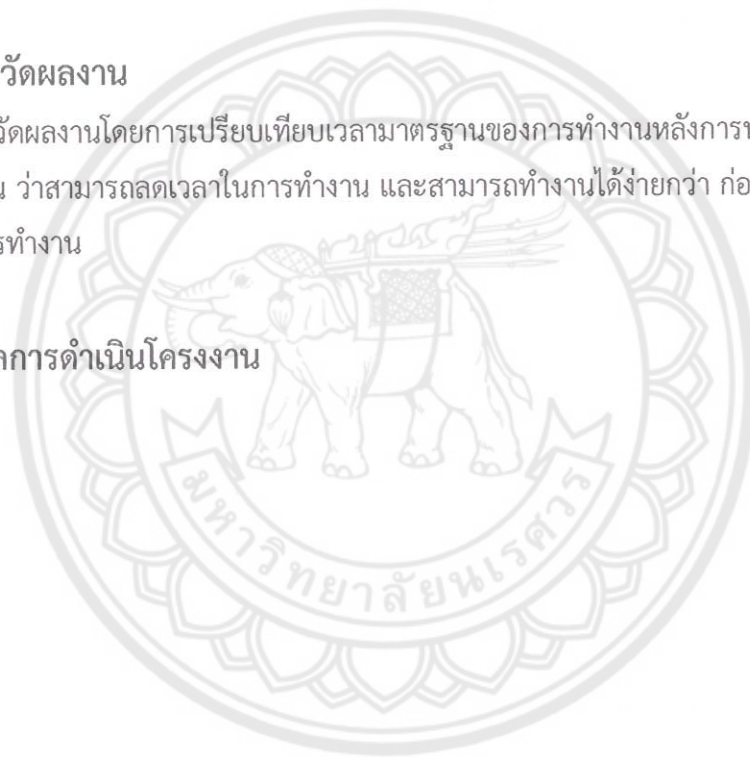 วัดผลงาน
วัดผลงานโดยการเปรียบเทียบเวลามาตรฐานของการทำงานหลังการ
ว่าสามารถลดเวลาในการทำงาน และสามารถทำงานได้ง่ายกว่า
ทำงาน
การดำเนินโครงงาน
มหาวิทยาลัยนเรศวร